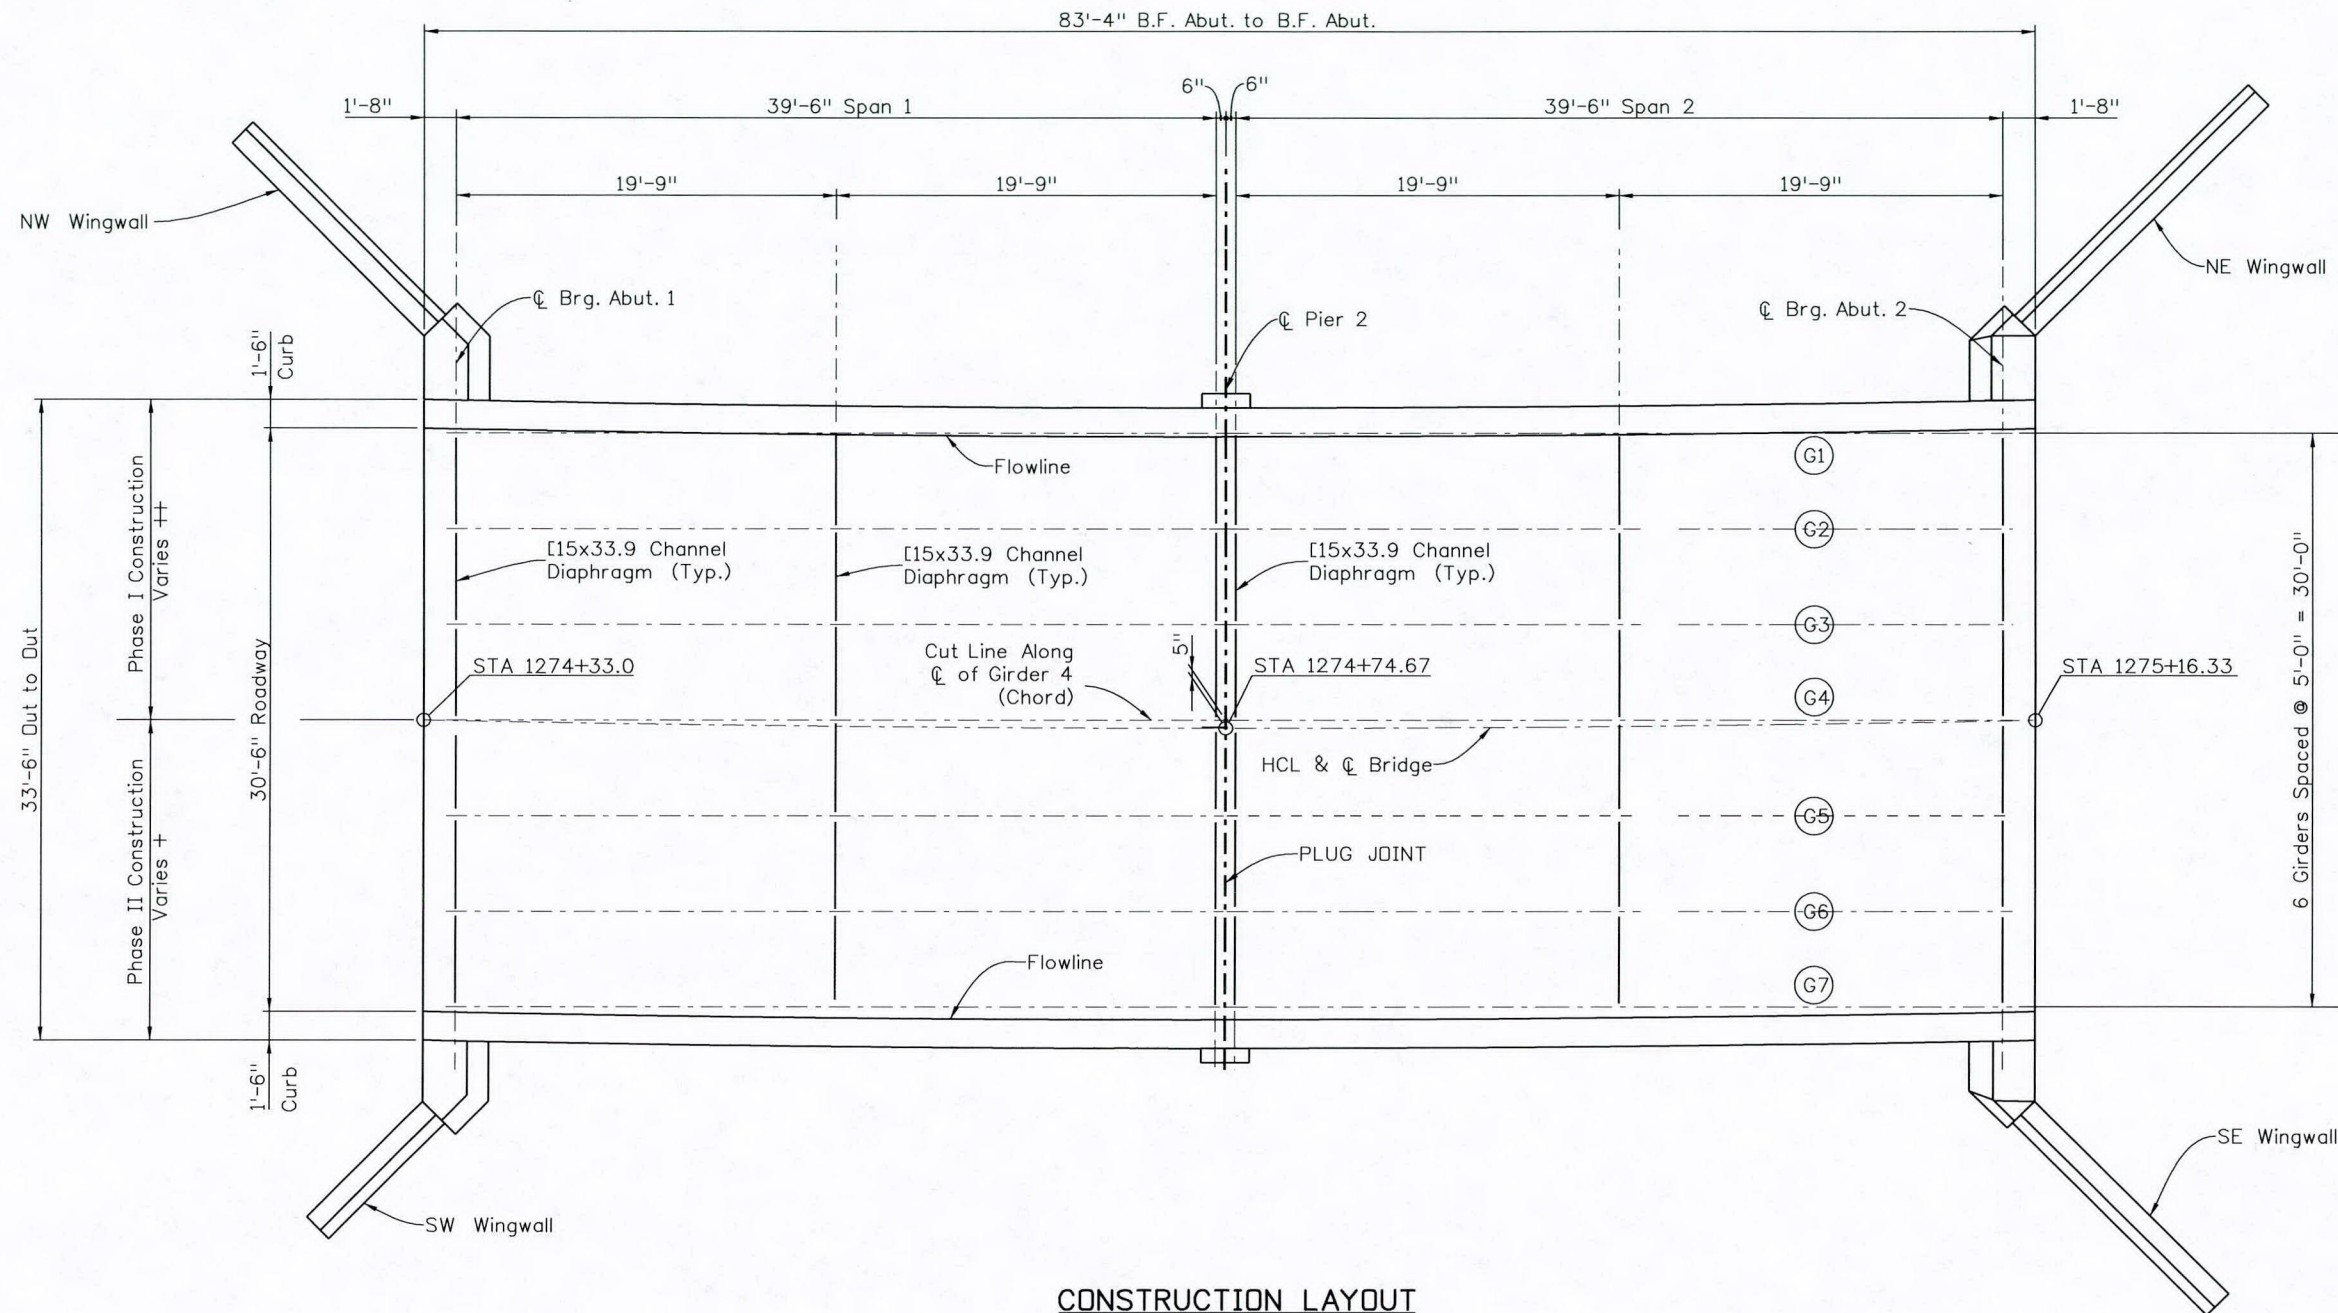 83'-4" B.F. Abut. to B.F. Abut.
6" 6"
1'-8" 39'-6" Span 1 39'-6" Span 2 1'-8"
19'-9" 19'-9" 19'-9" 19'-9"
NW Wingwall
NE Wingwall
℄ Brg. Abut. 1
℄ Pier 2
℄ Brg. Abut. 2
1'-6"
Curb
Flowline
G1
G2
[15x33.9 Channel
Diaphragm (Typ.)
[15x33.9 Channel
Diaphragm (Typ.)
[15x33.9 Channel
Diaphragm (Typ.)
Phase I Construction
Varies ++
G3
33'-6" Out to Out
30'-6" Roadway
STA 1274+33.0
Cut Line Along
℄ of Girder 4
(Chord)
5"
STA 1274+74.67
G4
STA 1275+16.33
6 Girders Spaced @ 5'-0" = 30'-0"
HCL & ℄ Bridge
Phase II Construction
Varies +
G5
PLUG JOINT
G6
Flowline
G7
1'-6"
Curb
SW Wingwall
SE Wingwall
CONSTRUCTION LAYOUT